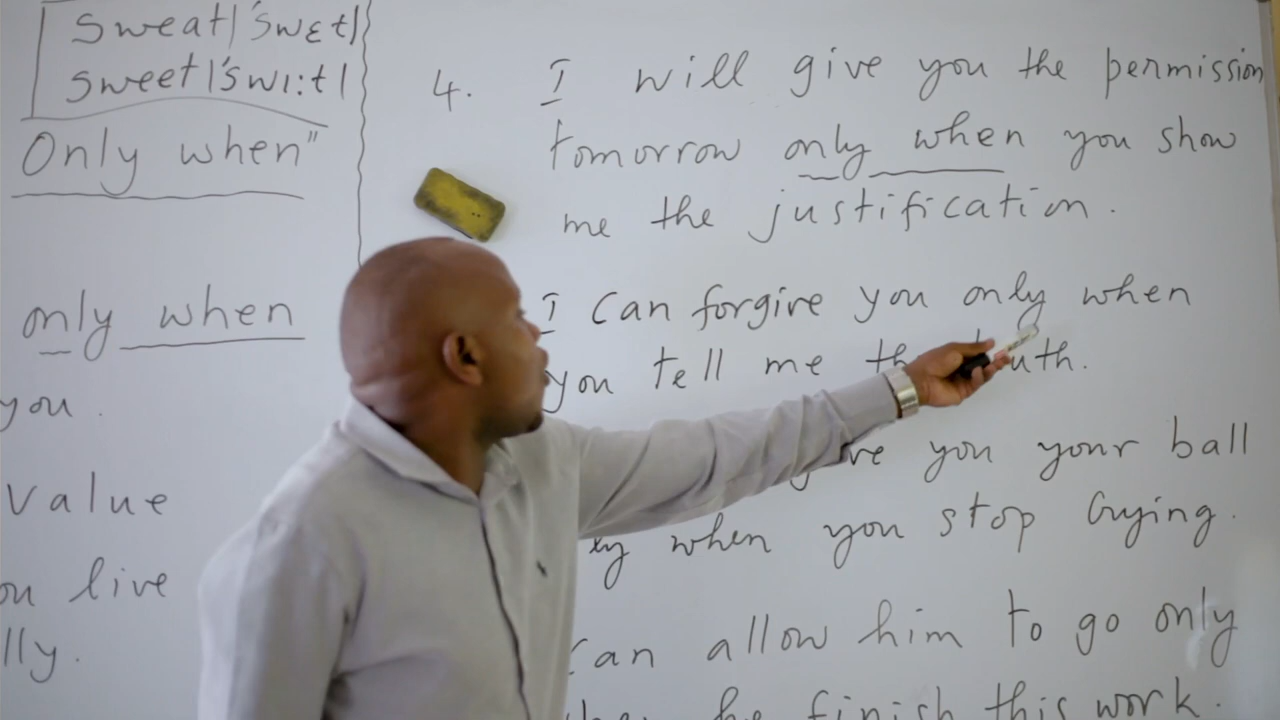 Sweat|'swɛt|
sweet|'swɪ:t|
Only when"
only when
you.
Value
live
lly.
4. I will give you the permission
tomorrow only when you show
me the justification.
I Can forgive you only when
you tell me
you your ball
when you stop Crying.
Can allow him to go only
he finish this work.